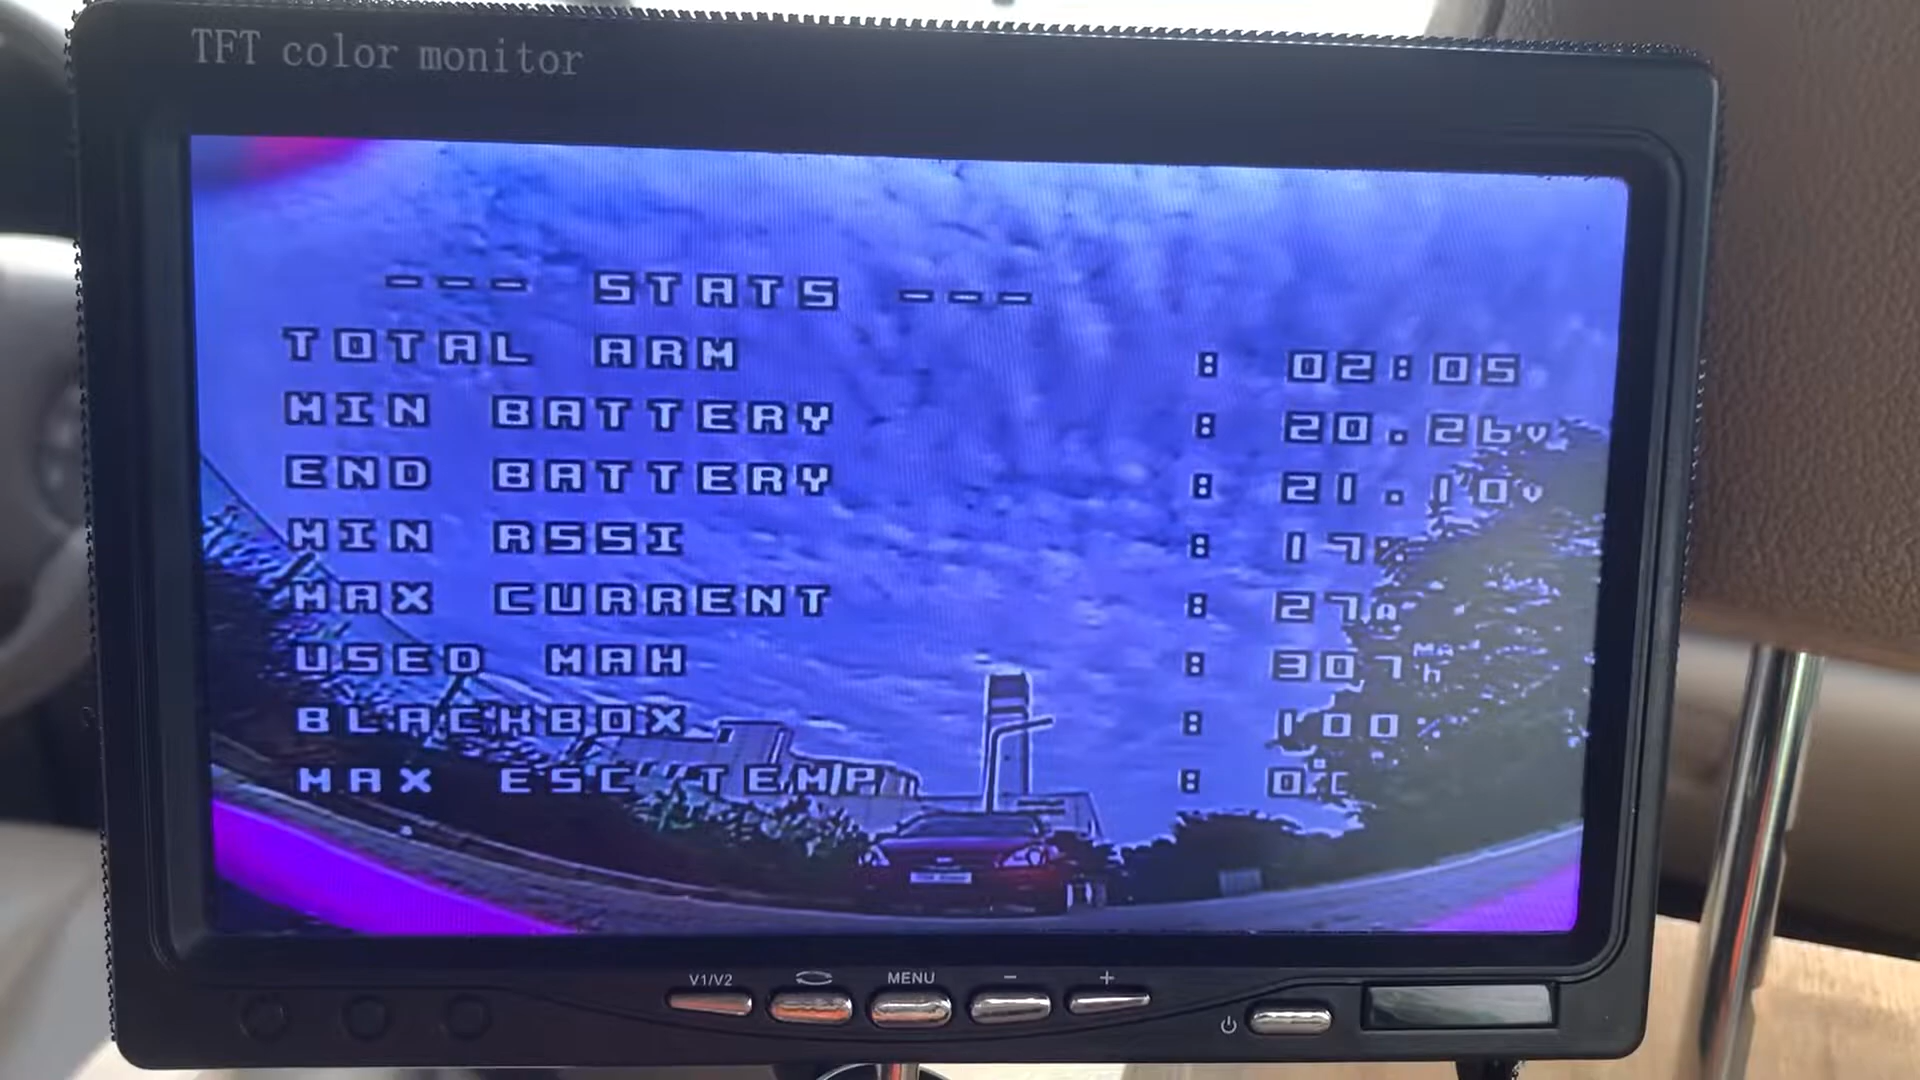 TFT color monitor
--- STATS ---
TOTAL ARM : 02:05
MIN BATTERY : 20.26V
END BATTERY : 21.10V
MIN RSSI : 17%
MAX CURRENT : 27A
USED MAH : 307MAH
BLACKBOX : 100%
MAX ESC TEMP : 0°C
V1/V2 MENU - +